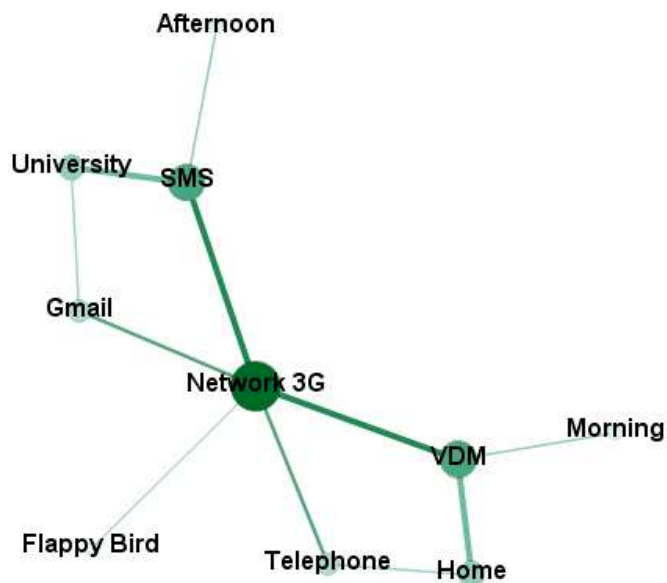 Afternoon
University
SMS
Gmail
Network 3G
Morning
VDM
Flappy Bird
Telephone
Home